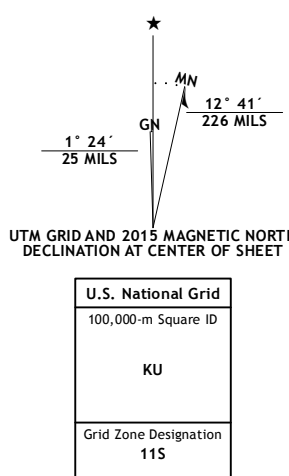 ★
MN
GN
12° 41´
226 MILS
1° 24´
25 MILS
UTM GRID AND 2015 MAGNETIC NORT
DECLINATION AT CENTER OF SHEET
U.S. National Grid
100,000-m Square ID
KU
Grid Zone Designation
11S